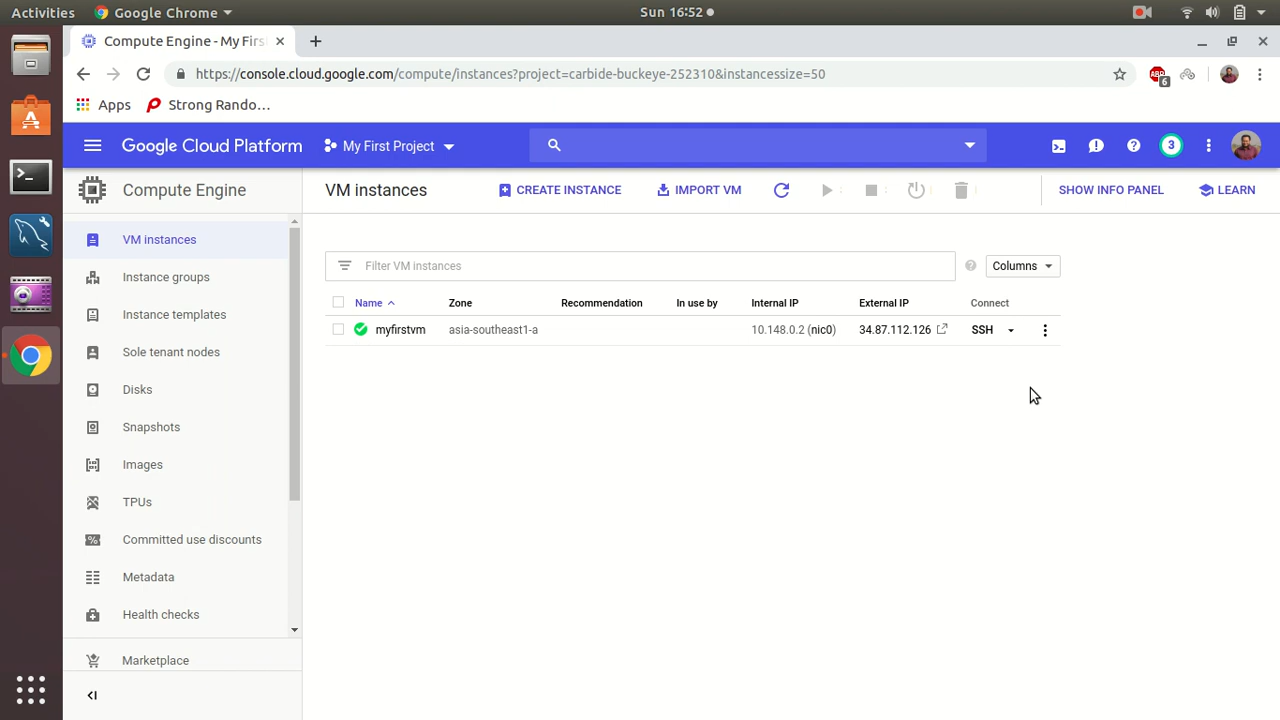 Activities Google Chrome Sun 16:52
Compute Engine - My Firs
https://console.cloud.google.com/compute/instances?project=carbide-buckeye-252310&instancessize=50
ABP 6
Apps Strong Rando...
Google Cloud Platform My First Project 3
Compute Engine VM instances CREATE INSTANCE IMPORT VM SHOW INFO PANEL LEARN
VM instances
Instance groups
Instance templates
Sole tenant nodes
Disks
Snapshots
Images
TPUs
Committed use discounts
Metadata
Health checks
Marketplace
Filter VM instances Columns
Name Zone Recommendation In use by Internal IP External IP Connect
myfirstvm asia-southeast1-a 10.148.0.2 (nic0) 34.87.112.126 SSH